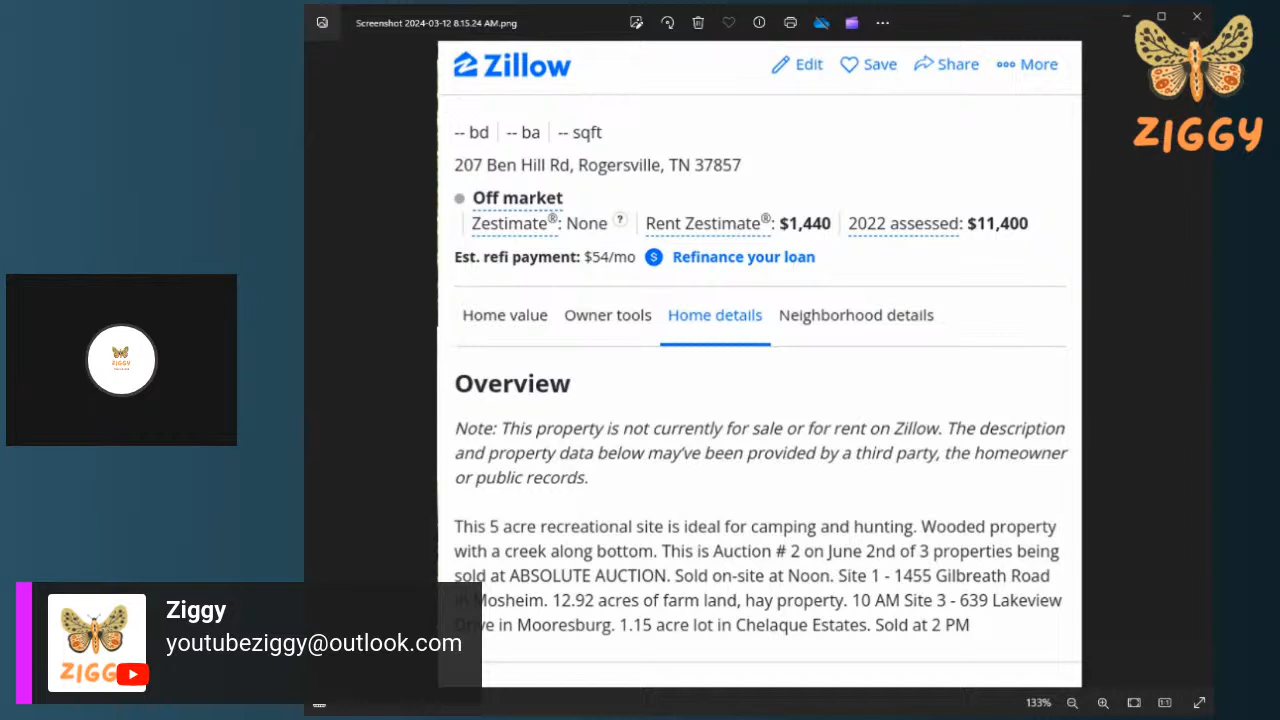 Screenshot 2024-03-12 8.15.24 AM.png
Zillow
Edit Save Share More
-- bd -- ba -- sqft
207 Ben Hill Rd, Rogersville, TN 37857
Off market
Zestimate®: None ? Rent Zestimate®: $1,440 2022 assessed: $11,400
Est. refi payment: $54/mo $ Refinance your loan
Home value Owner tools Home details Neighborhood details
Overview
Note: This property is not currently for sale or for rent on Zillow. The description
and property data below may've been provided by a third party, the homeowner
or public records.
This 5 acre recreational site is ideal for camping and hunting. Wooded property
with a creek along bottom. This is Auction # 2 on June 2nd of 3 properties being
sold at ABSOLUTE AUCTION. Sold on-site at Noon. Site 1 - 1455 Gilbreath Road
in Mosheim. 12.92 acres of farm land, hay property. 10 AM Site 3 - 639 Lakeview
Drive in Mooresburg. 1.15 acre lot in Chelaque Estates. Sold at 2 PM
133%
ZIGGY
ZIGGY
Ziggy
youtubeziggy@outlook.com
ZIGG